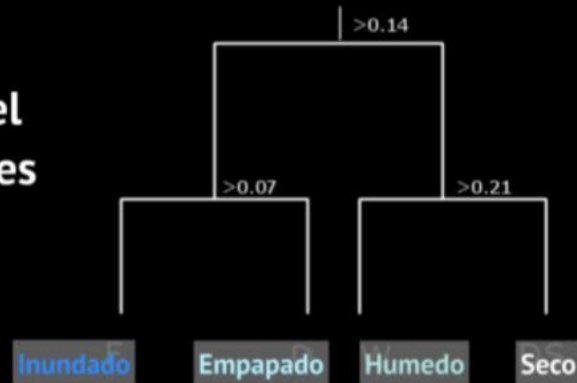 >0.14
el
es
>0.07
>0.21
Inundado
Empapado
Humedo
Seco